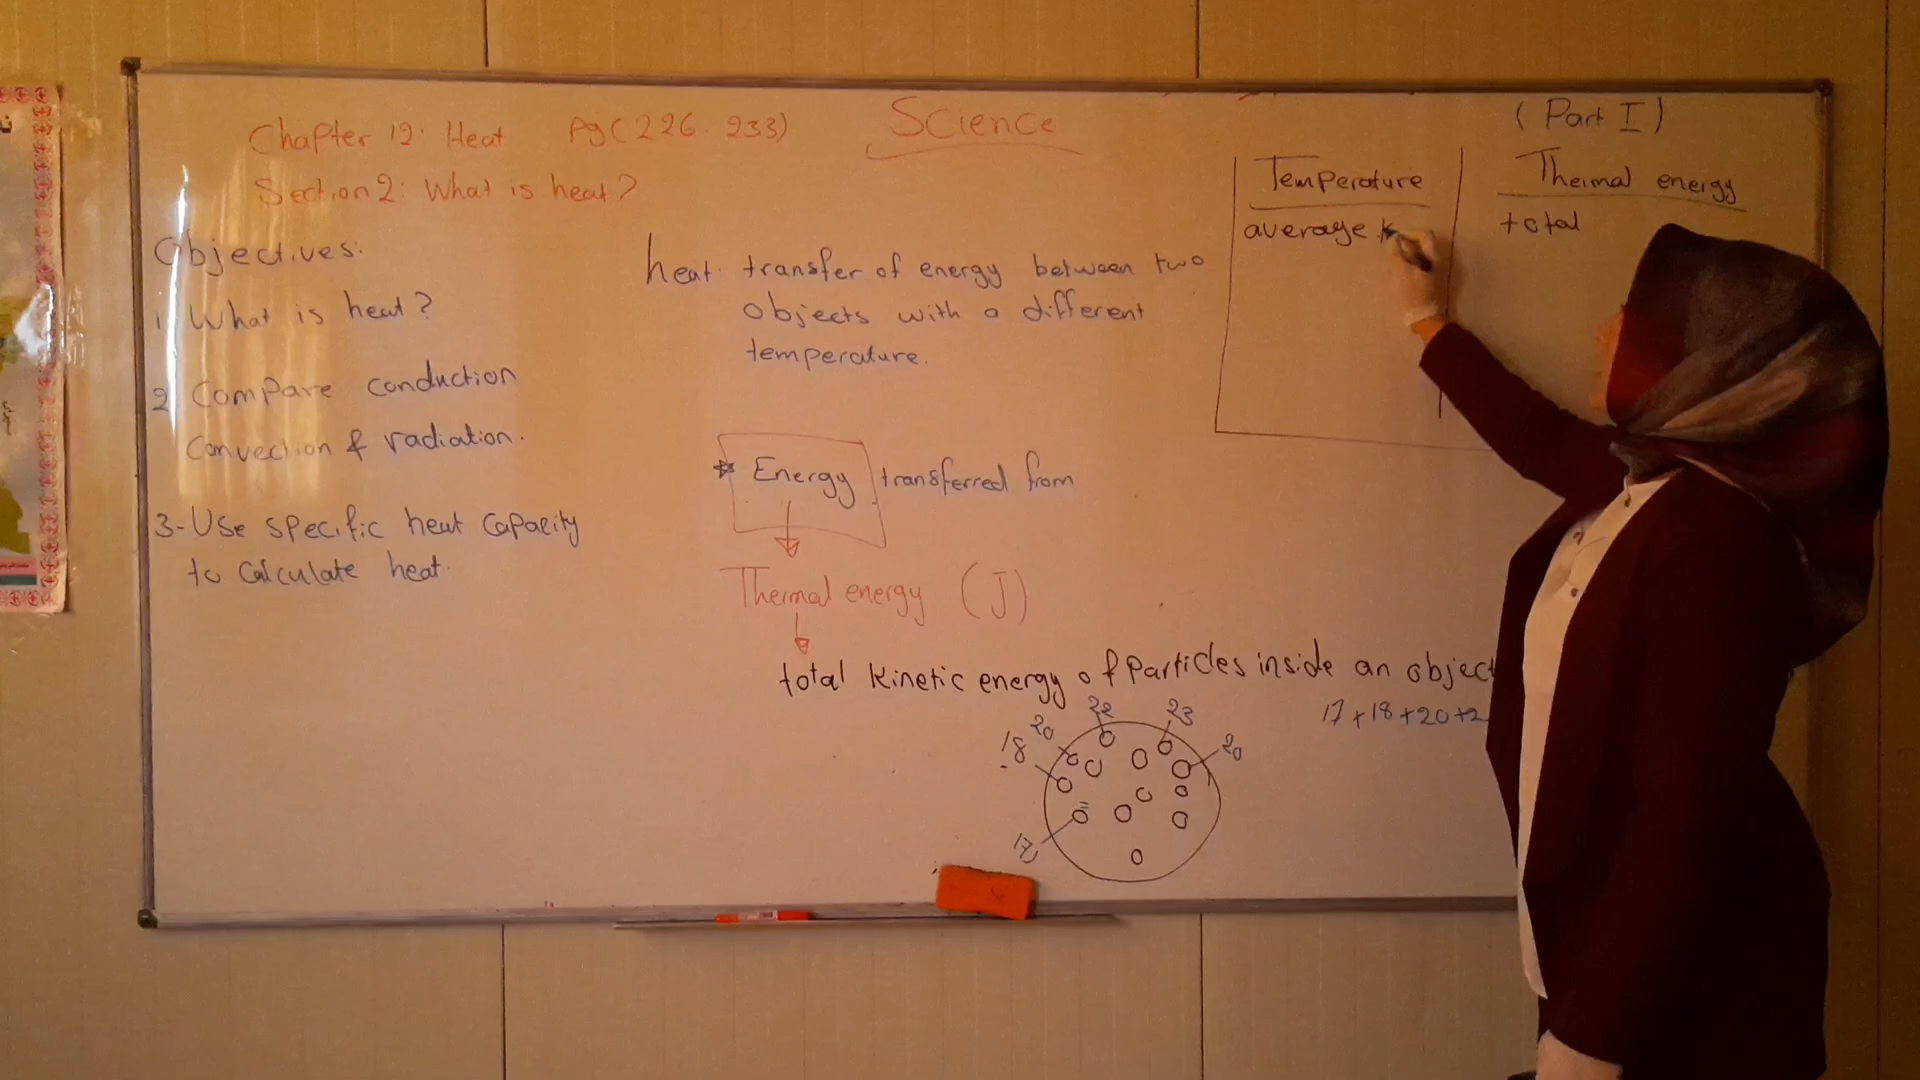 Science
(Part I)
Chapter 12: Heat Pg(226-233)
Section 2: What is heat?
Objectives:
1 What is heat?
2 Compare conduction
Convection & radiation.
3-Use specific heat capacity
to calculate heat.
heat: transfer of energy between two
objects with a different
temperature.
* Energy transferred from
Thermal energy (J)
total kinetic energy of particles inside an object
17+18+20+2
18
20
22
23
20
17
Temperature
average k
Thermal energy
total